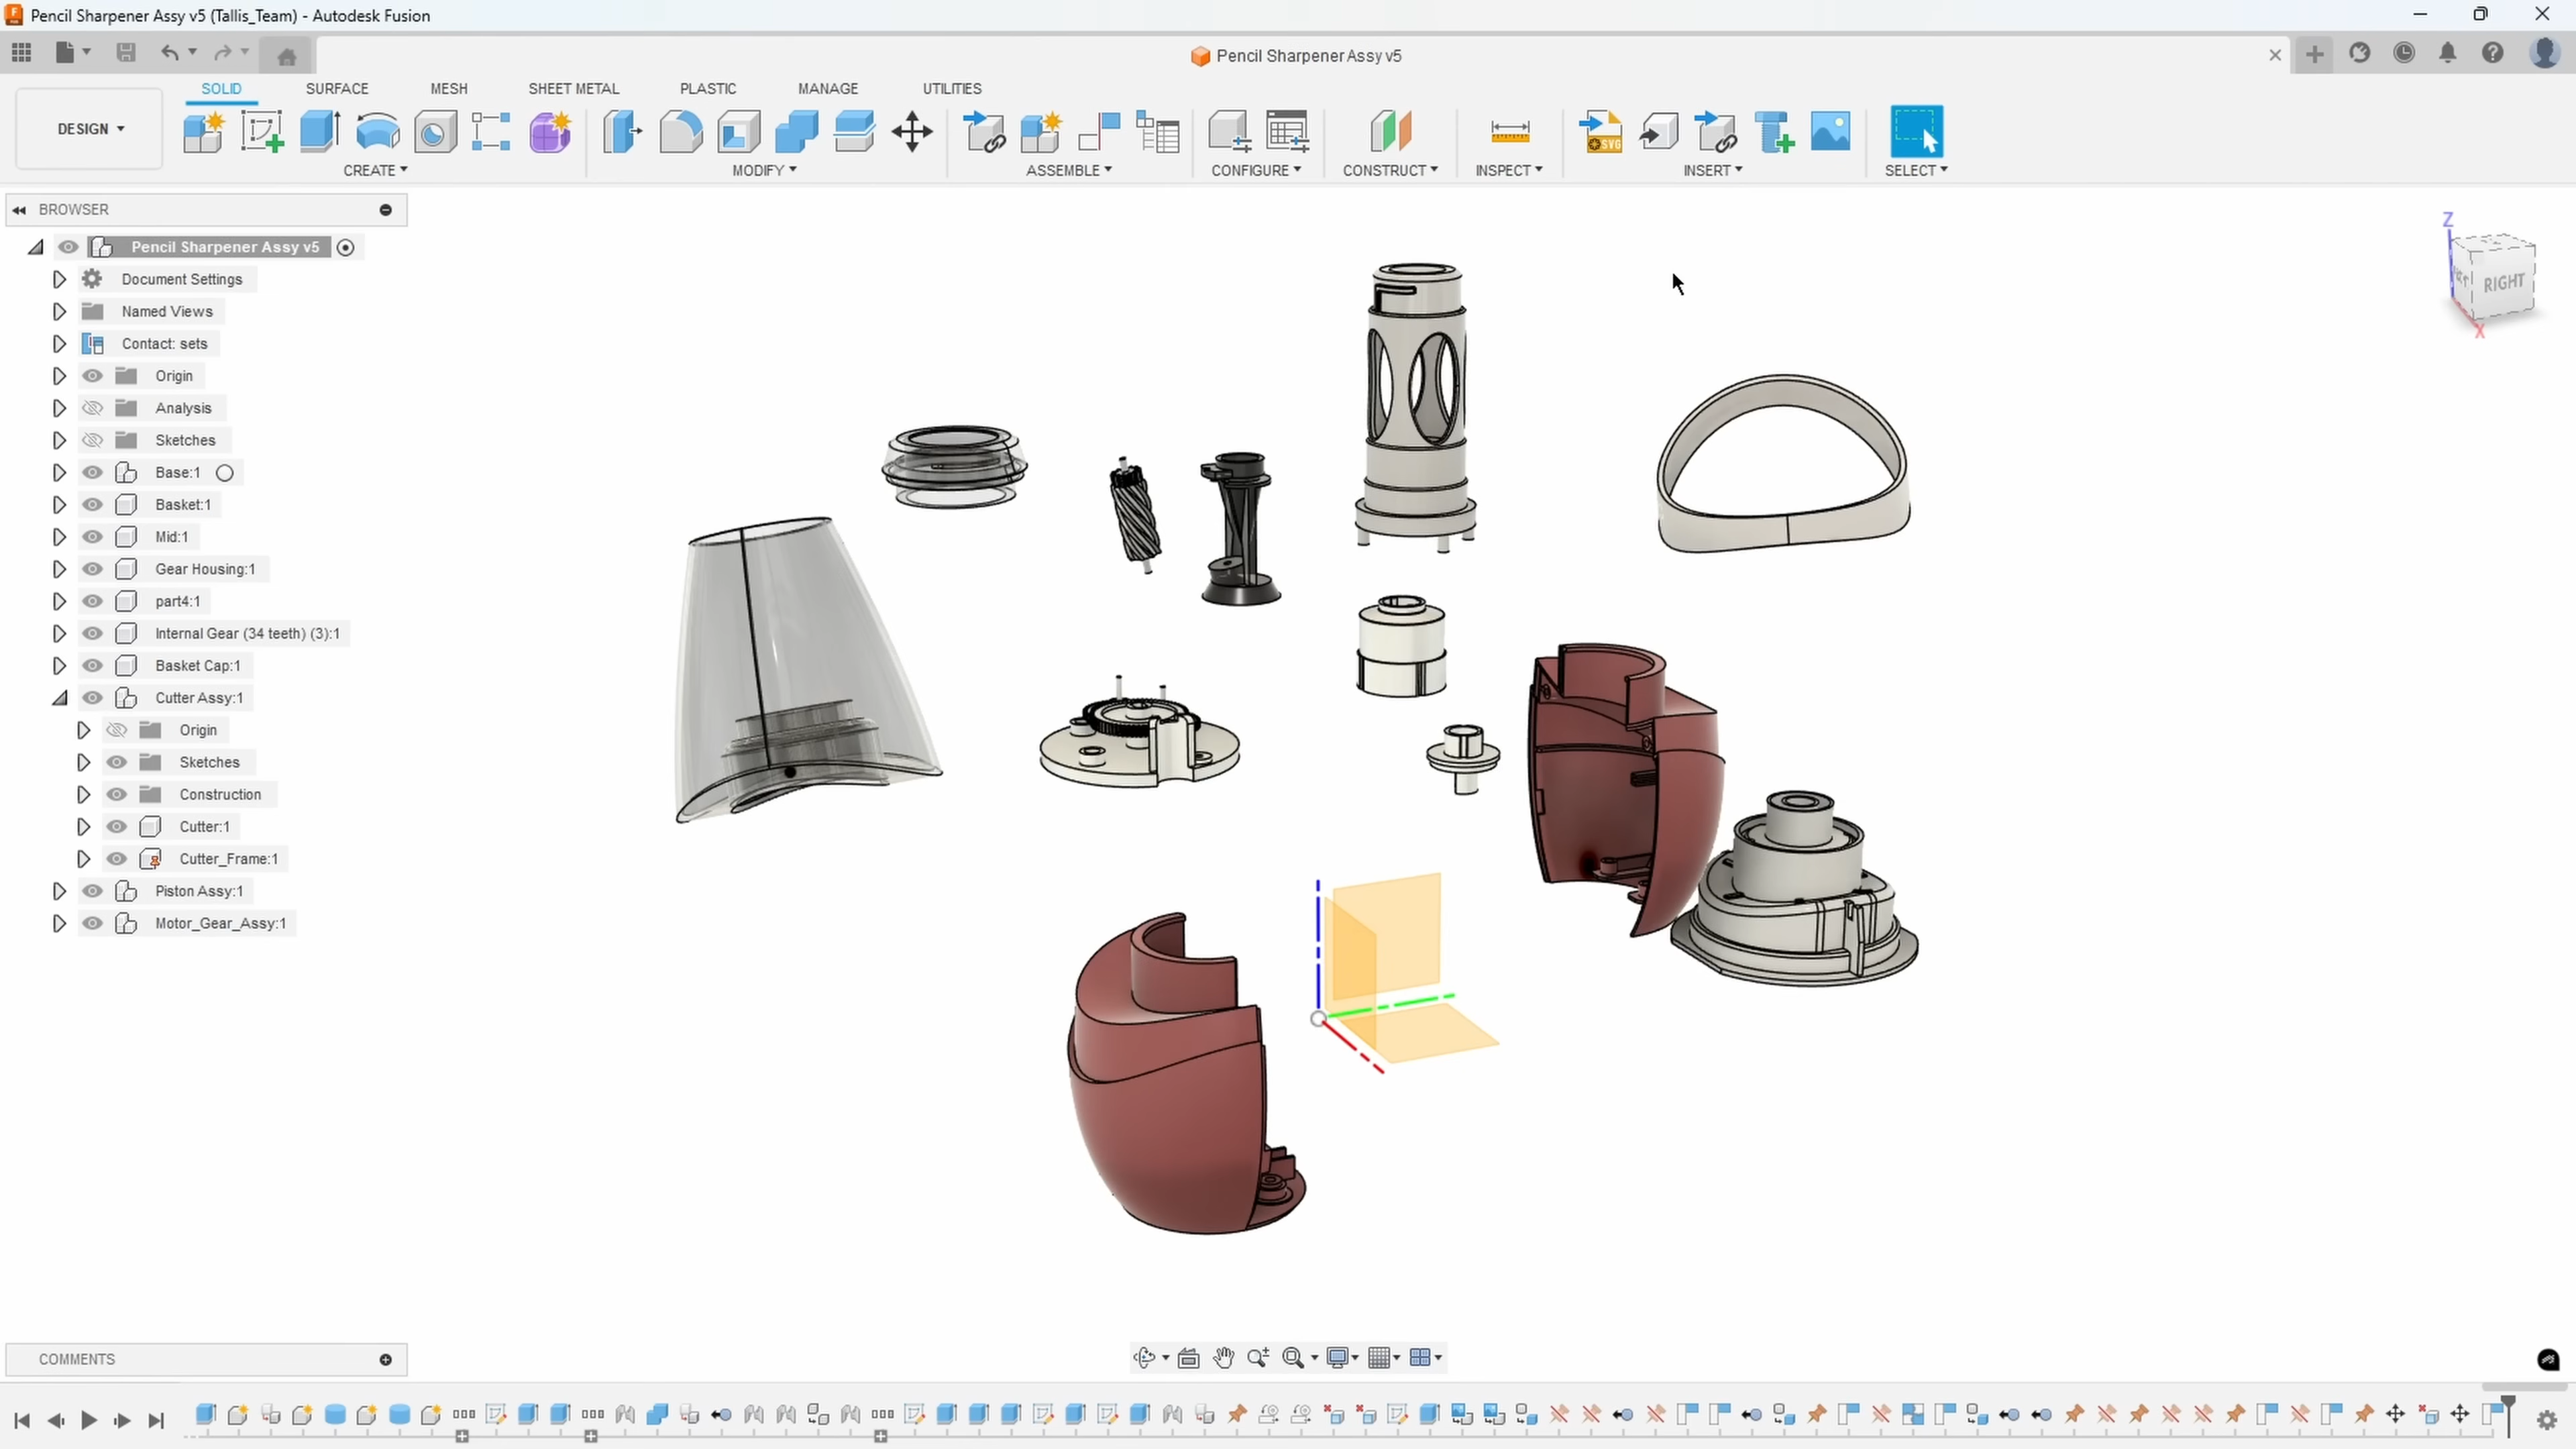 Pencil Sharpener Assy v5 (Tallis_Team) - Autodesk Fusion
Pencil Sharpener Assy v5
SOLID SURFACE MESH SHEET METAL PLASTIC MANAGE UTILITIES
DESIGN
SVG
CREATE MODIFY ASSEMBLE CONFIGURE CONSTRUCT INSPECT INSERT SELECT
BROWSER
Pencil Sharpener Assy v5
Document Settings
Named Views
Contact: sets
Origin
Analysis
Sketches
Base:1
Basket:1
Mid:1
Gear Housing:1
part4:1
Internal Gear (34 teeth) (3):1
Basket Cap:1
Cutter Assy:1
Origin
Sketches
Construction
Cutter:1
Cutter_Frame:1
Piston Assy:1
Motor_Gear_Assy:1
Z
RIGHT
X
COMMENTS